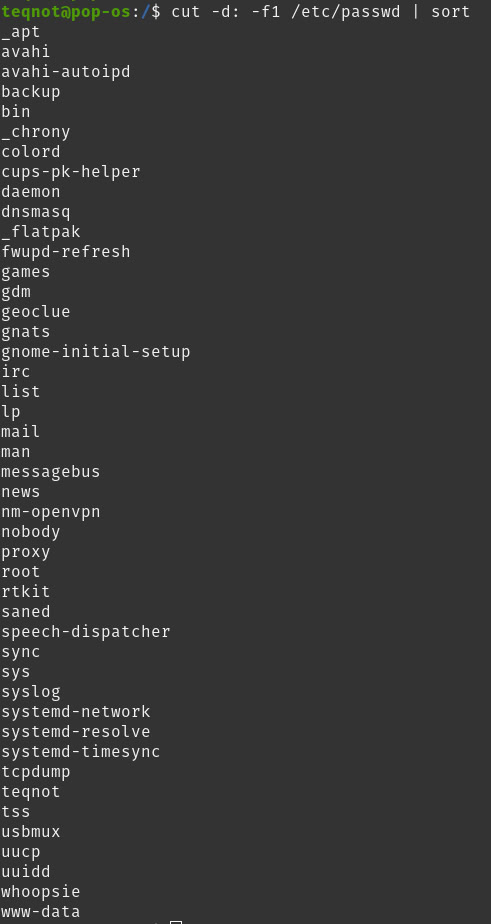 teqnot@pop-os:/$ cut -d: -f1 /etc/passwd | sort
_apt
avahi
avahi-autoipd
backup
bin
_chrony
colord
cups-pk-helper
daemon
dnsmasq
_flatpak
fwupd-refresh
games
gdm
geoclue
gnats
gnome-initial-setup
irc
list
lp
mail
man
messagebus
news
nm-openvpn
nobody
proxy
root
rtkit
saned
speech-dispatcher
sync
sys
syslog
systemd-network
systemd-resolve
systemd-timesync
tcpdump
teqnot
tss
usbmux
uucp
uuidd
whoopsie
www-data